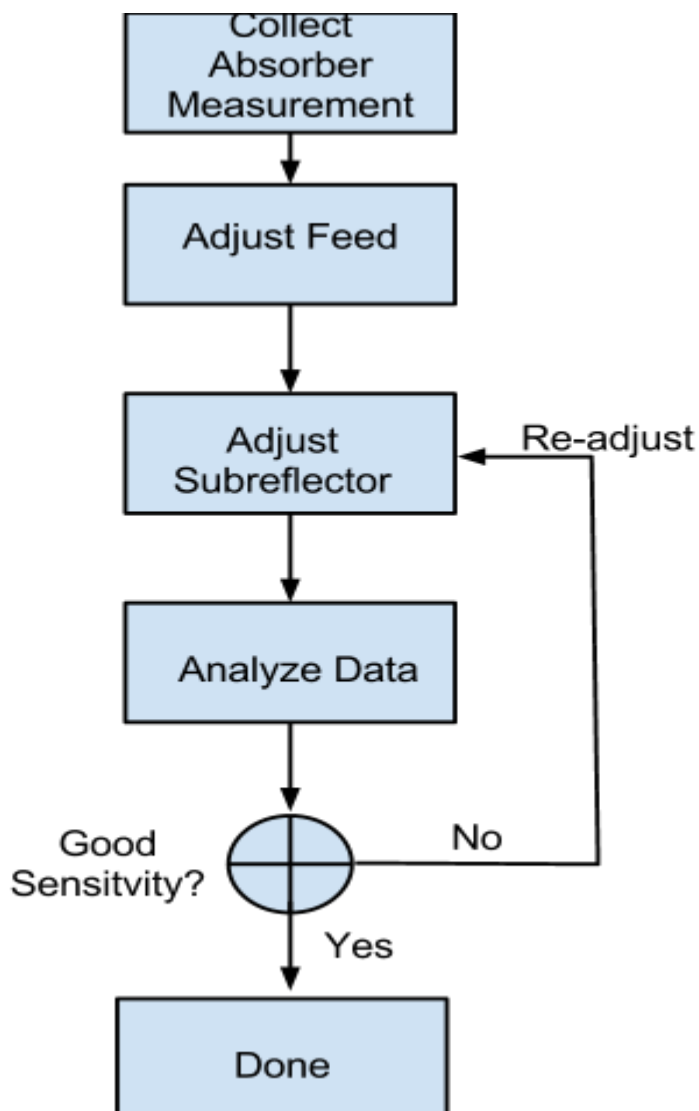 Collect
Absorber
Measurement
Adjust Feed
Adjust
Subreflector
Re-adjust
Analyze Data
Good
Sensitvity?
No
Yes
Done